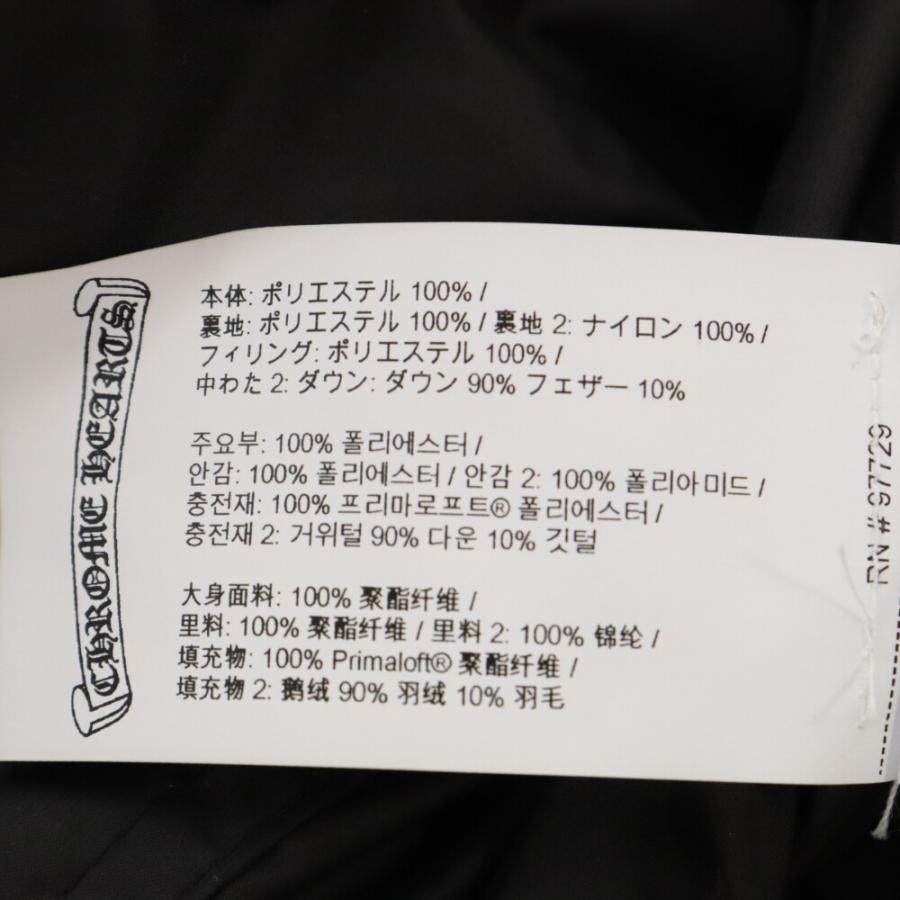 CHROME HEARTS
本体: ポリエステル 100% /
裏地: ポリエステル 100% / 裏地 2: ナイロン 100% /
フィリング: ポリエステル 100% /
中わた 2: ダウン: ダウン 90% フェザー 10%
주요부: 100% 폴리에스터 /
안감: 100% 폴리에스터 / 안감 2: 100% 폴리아미드 /
충전재: 100% 프리마로프트® 폴리에스터 /
충전재 2: 거위털 90% 다운 10% 깃털
大身面料: 100% 聚酯纤维 /
里料: 100% 聚酯纤维 / 里料 2: 100% 锦纶 /
填充物: 100% Primaloft® 聚酯纤维 /
填充物 2: 鹅绒 90% 羽绒 10% 羽毛
RN # 97729